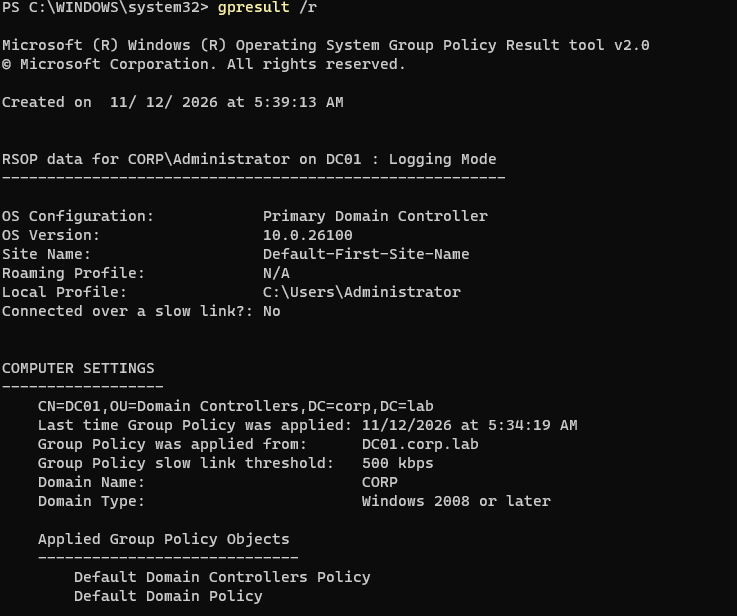 PS C:\WINDOWS\system32> gpresult /r
Microsoft (R) Windows (R) Operating System Group Policy Result tool v2.0
© Microsoft Corporation. All rights reserved.
Created on  11/ 12/ 2026 at 5:39:13 AM
RSOP data for CORP\Administrator on DC01 : Logging Mode
--------------------------------------------------------
OS Configuration:            Primary Domain Controller
OS Version:                  10.0.26100
Site Name:                   Default-First-Site-Name
Roaming Profile:             N/A
Local Profile:               C:\Users\Administrator
Connected over a slow link?: No
COMPUTER SETTINGS
------------------
    CN=DC01,OU=Domain Controllers,DC=corp,DC=lab
    Last time Group Policy was applied: 11/12/2026 at 5:34:19 AM
    Group Policy was applied from:      DC01.corp.lab
    Group Policy slow link threshold:   500 kbps
    Domain Name:                        CORP
    Domain Type:                        Windows 2008 or later
    Applied Group Policy Objects
    -----------------------------
        Default Domain Controllers Policy
        Default Domain Policy